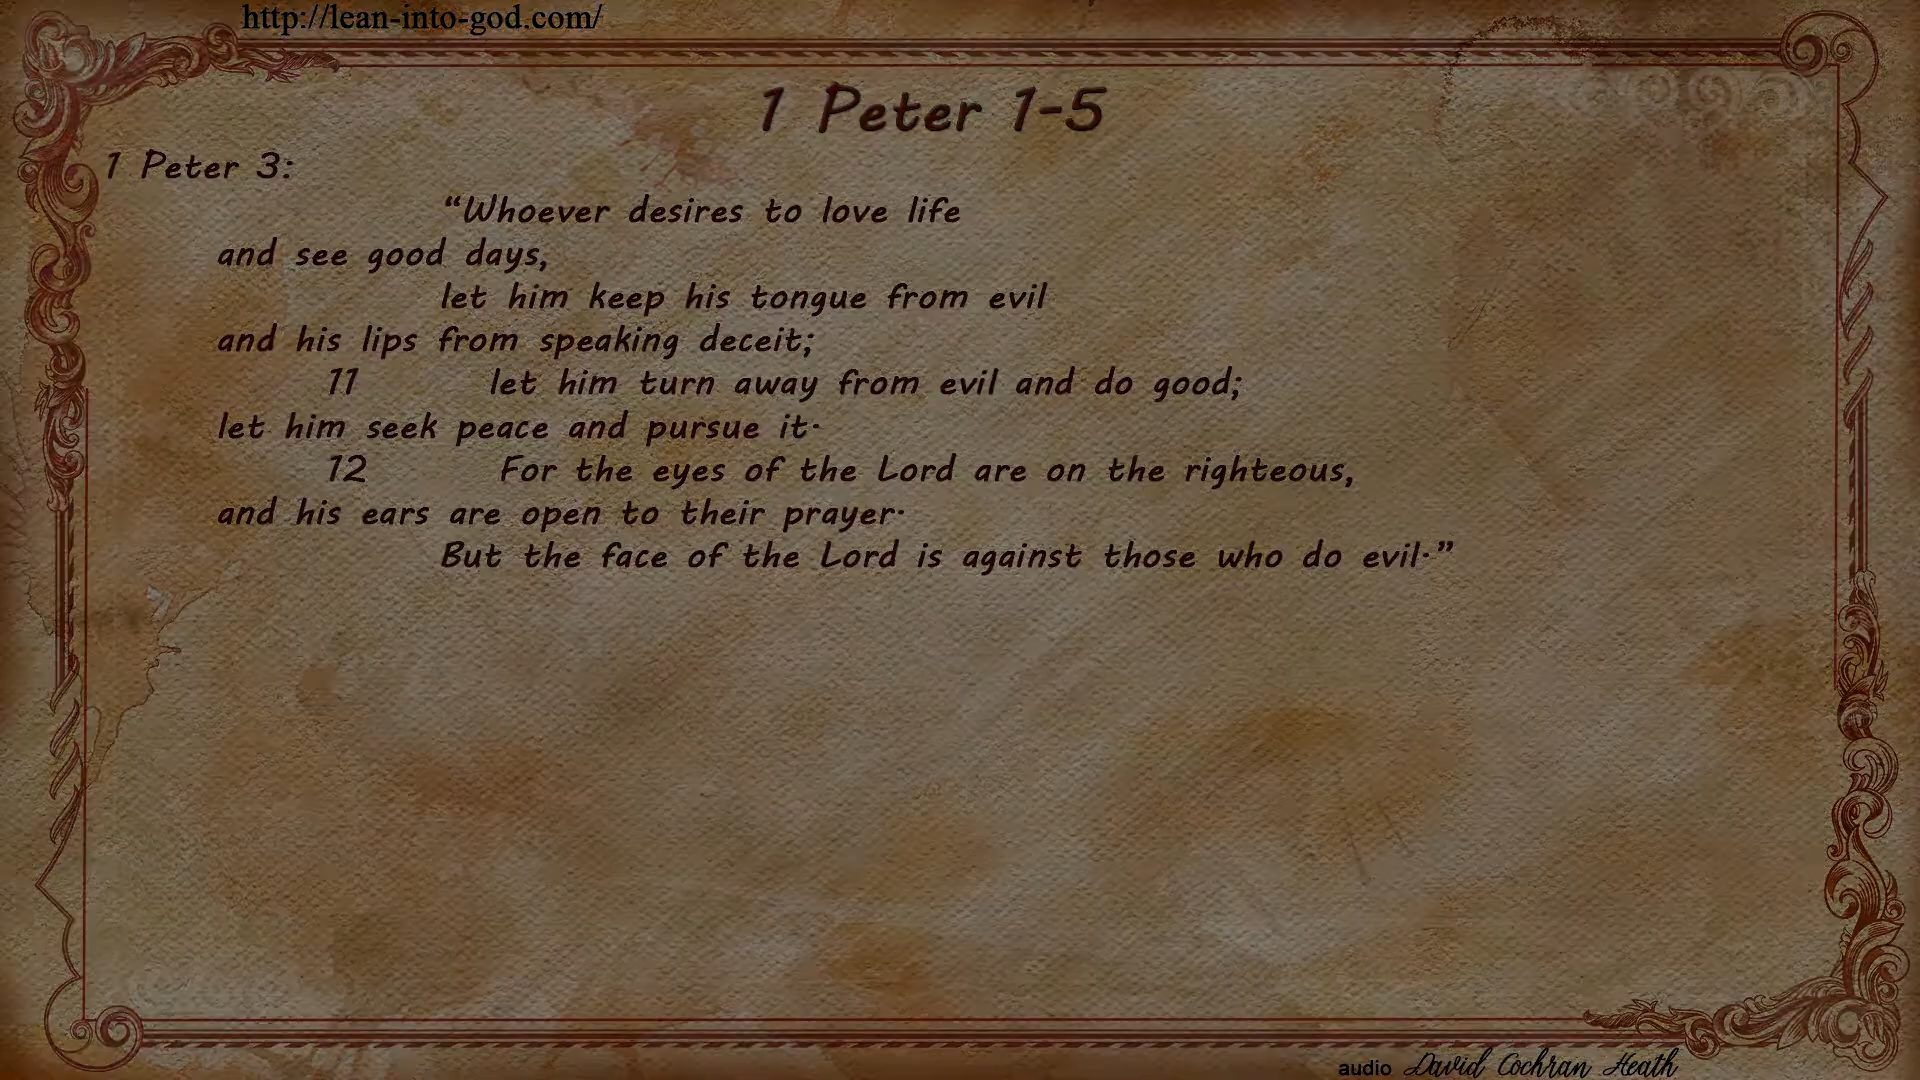 http://lean-into-god.com/
1 Peter 1-5
1 Peter 3:
“Whoever desires to love life
and see good days,
let him keep his tongue from evil
and his lips from speaking deceit;
11 let him turn away from evil and do good;
let him seek peace and pursue it.
12 For the eyes of the Lord are on the righteous,
and his ears are open to their prayer.
But the face of the Lord is against those who do evil.”
audio David Cochran Heath